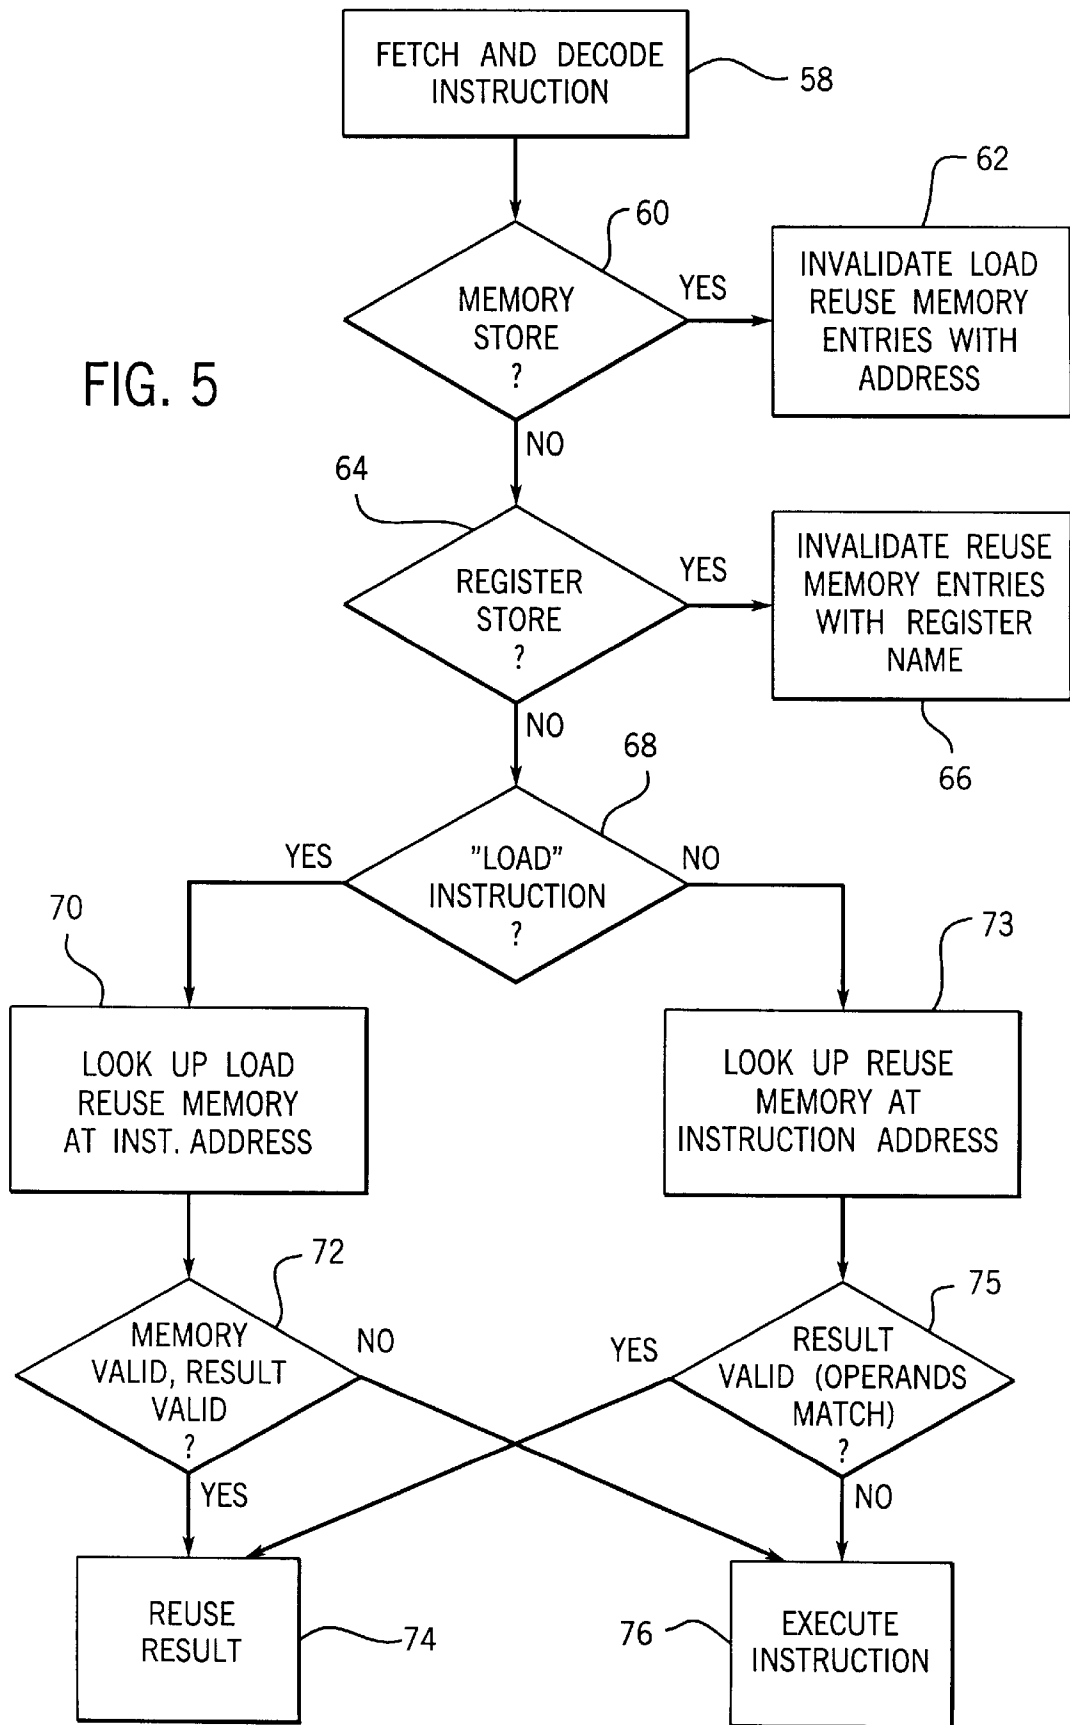 FETCH AND DECODE
INSTRUCTION
58
62
60
INVALIDATE LOAD
REUSE MEMORY
ENTRIES WITH
ADDRESS
YES
MEMORY
STORE
?
FIG. 5
NO
64
INVALIDATE REUSE
MEMORY ENTRIES
WITH REGISTER
NAME
YES
REGISTER
STORE
?
NO
66
68
YES
"LOAD"
INSTRUCTION
?
NO
70
73
LOOK UP LOAD
REUSE MEMORY
AT INST. ADDRESS
LOOK UP REUSE
MEMORY AT
INSTRUCTION ADDRESS
72
75
MEMORY
VALID, RESULT
VALID
?
NO
YES
RESULT
VALID (OPERANDS
MATCH)
?
YES
NO
REUSE
RESULT
74
76
EXECUTE
INSTRUCTION